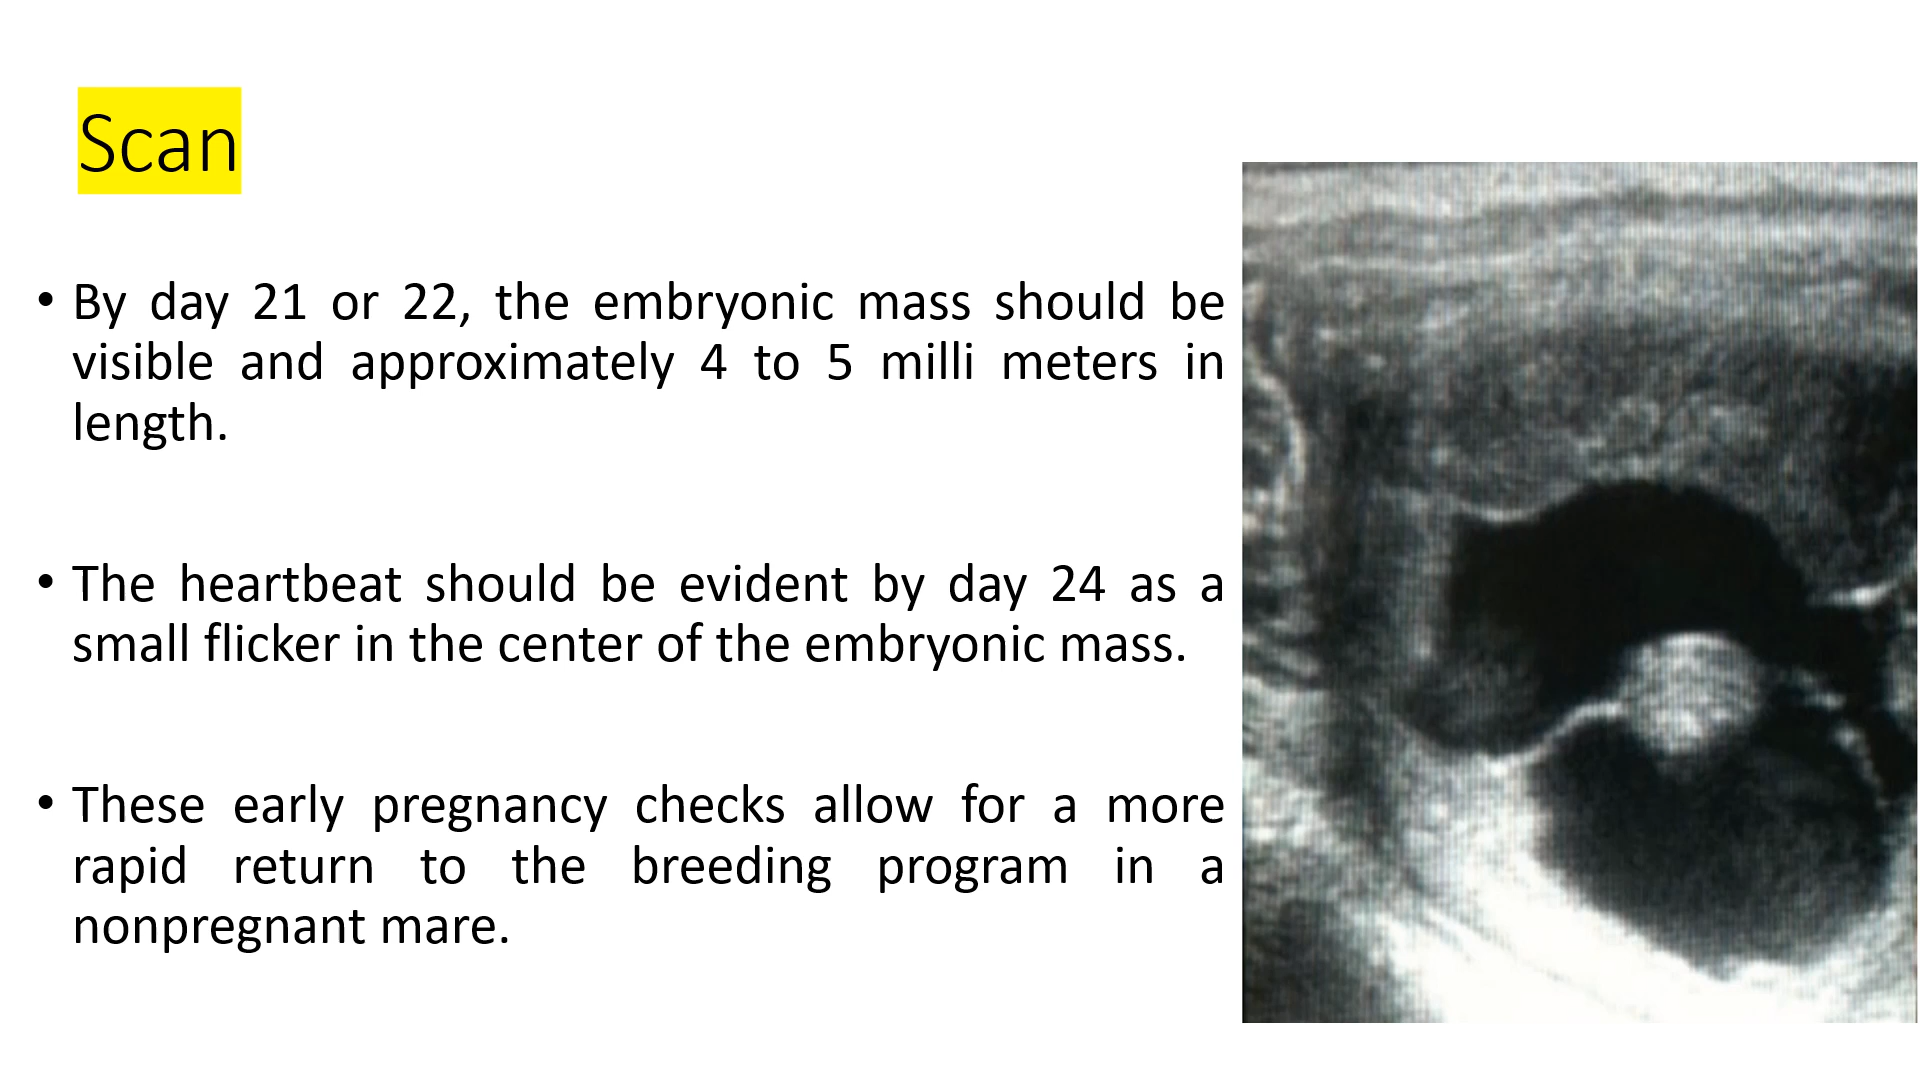 Scan
• By day 21 or 22, the embryonic mass should be
visible and approximately 4 to 5 milli meters in
length.
• The heartbeat should be evident by day 24 as a
small flicker in the center of the embryonic mass.
• These early pregnancy checks allow for a more
rapid return to the breeding program in a
nonpregnant mare.